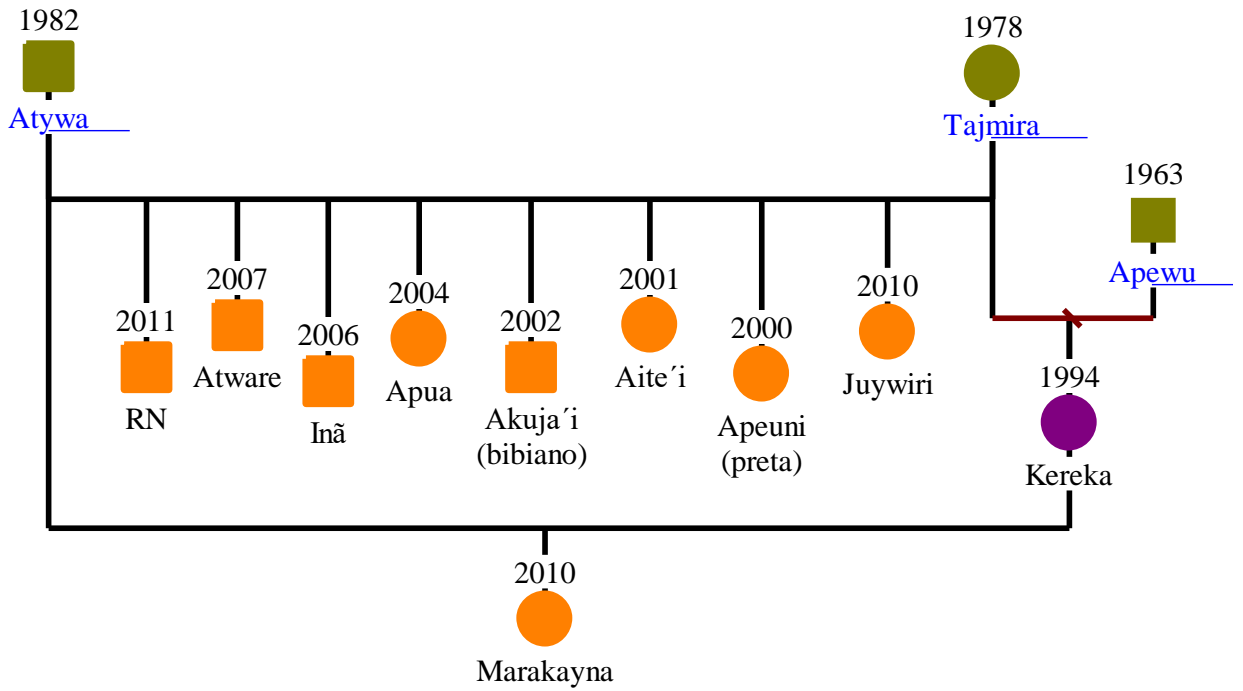 1982
Atywa
1978
Tajmira
1963
Apewu
2011
RN
2007
Atware
2006
Inã
2004
Apua
2002
Akuja´i
(bibiano)
2001
Aite´i
2000
Apeuni
(preta)
2010
Juywiri
1994
Kereka
2010
Marakayna